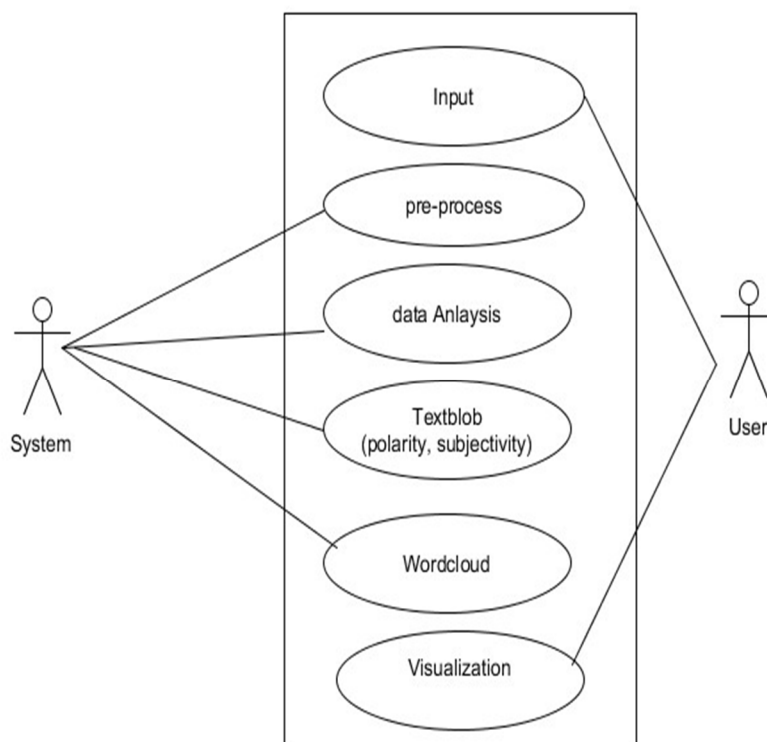 Input
pre-process
data Anlaysis
Textblob
(polarity, subjectivity)
Wordcloud
Visualization
System
User